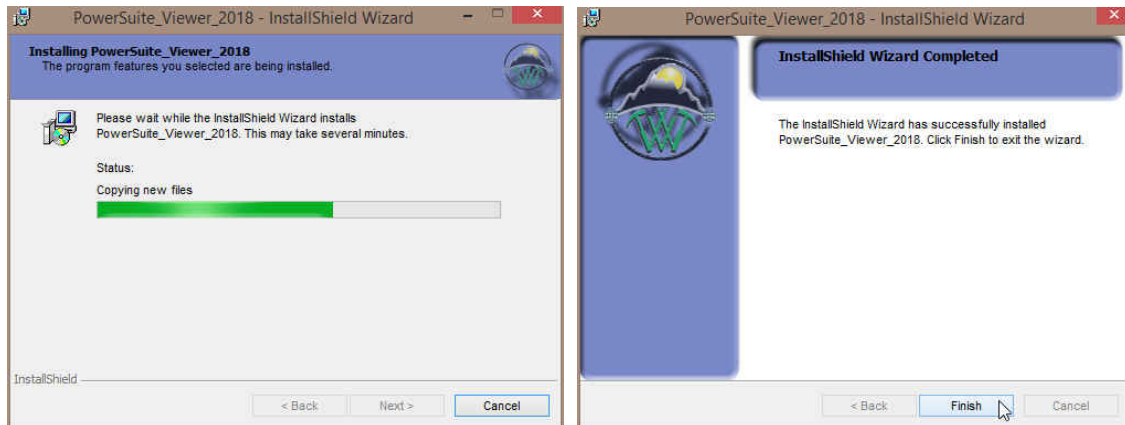 PowerSuite_Viewer_2018 - InstallShield Wizard
Installing PowerSuite_Viewer_2018
The program features you selected are being installed.
Please wait while the InstallShield Wizard installs
PowerSuite_Viewer_2018. This may take several minutes.
Status:
Copying new files
InstallShield
< Back
Next >
Cancel
PowerSuite_Viewer_2018 - InstallShield Wizard
InstallShield Wizard Completed
The InstallShield Wizard has successfully installed
PowerSuite_Viewer_2018. Click Finish to exit the wizard.
< Back
Finish
Cancel